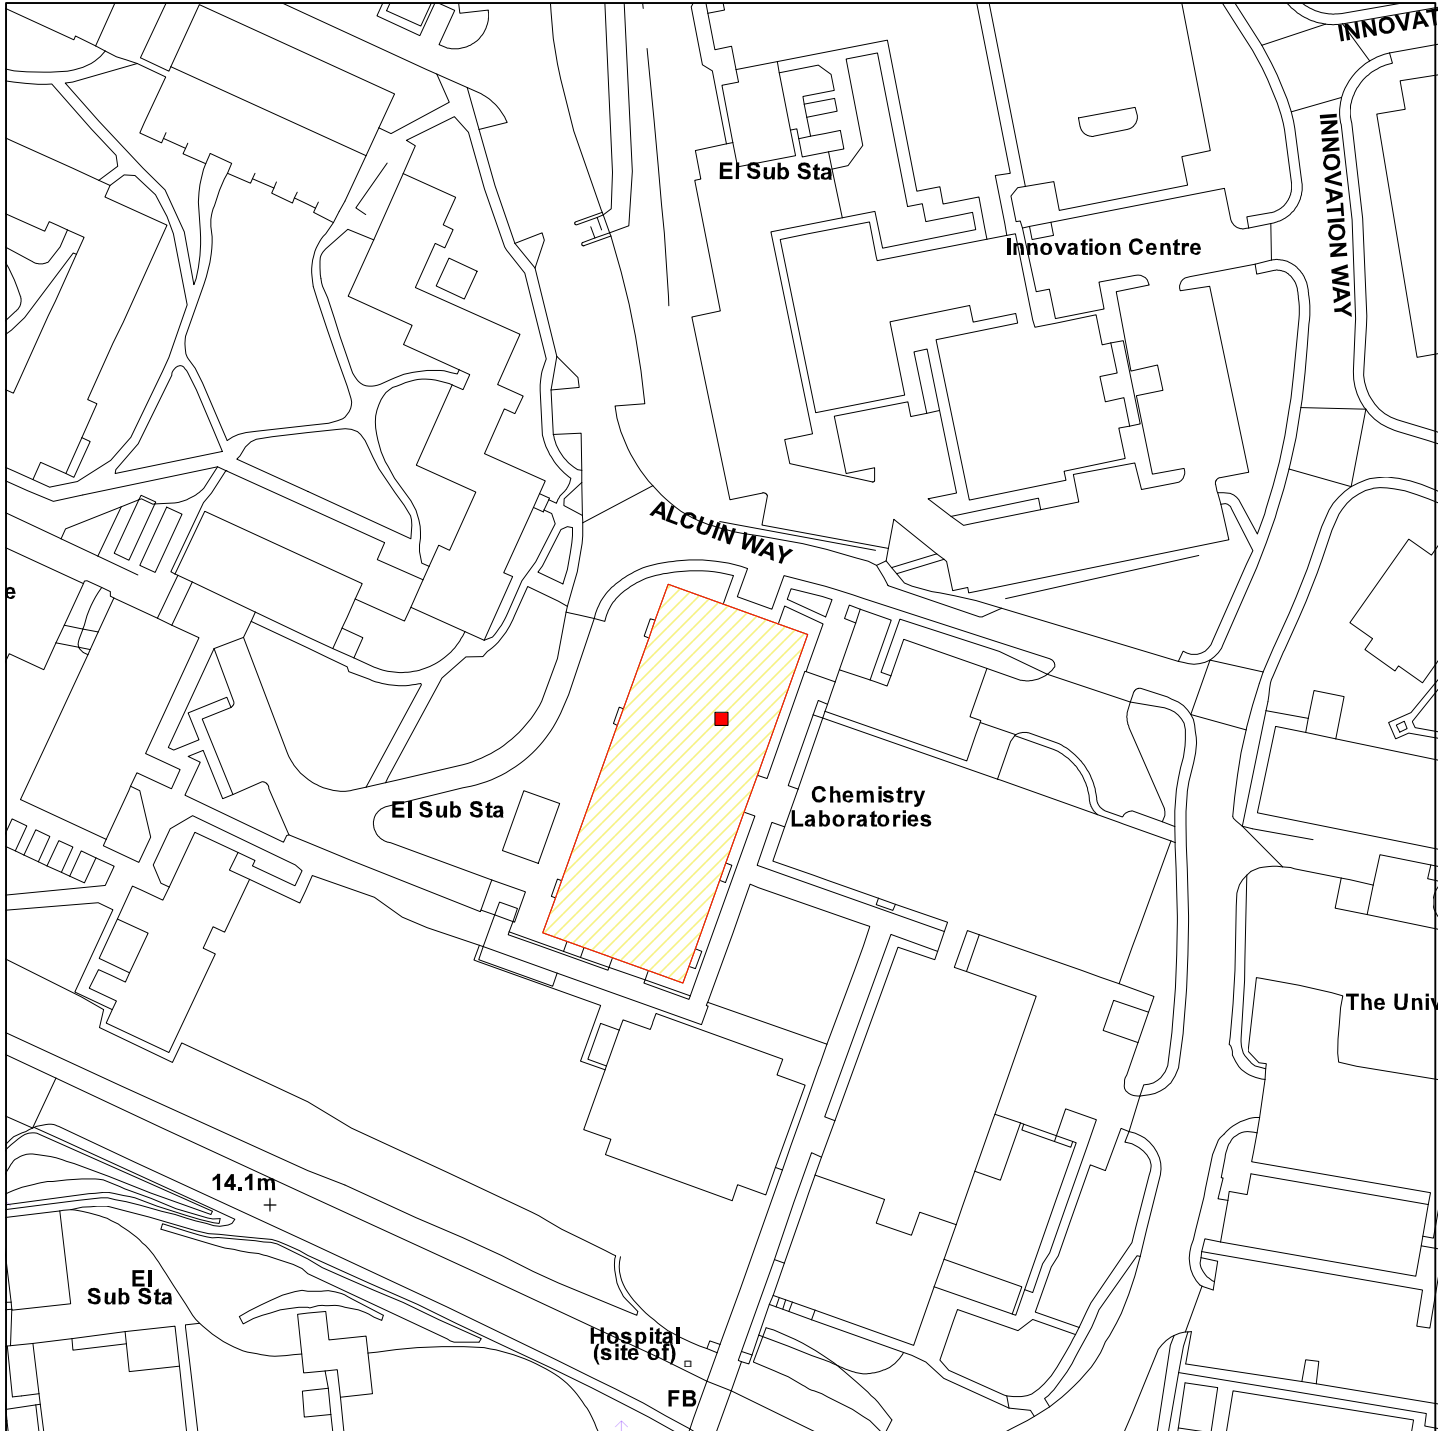 INNOVAT
INNOVATION WAY
El Sub Sta
Innovation Centre
ALCUIN WAY
e
El Sub Sta
Chemistry
Laboratories
The Univ
14.1m
El
Sub Sta
Hospital
(site of)
FB